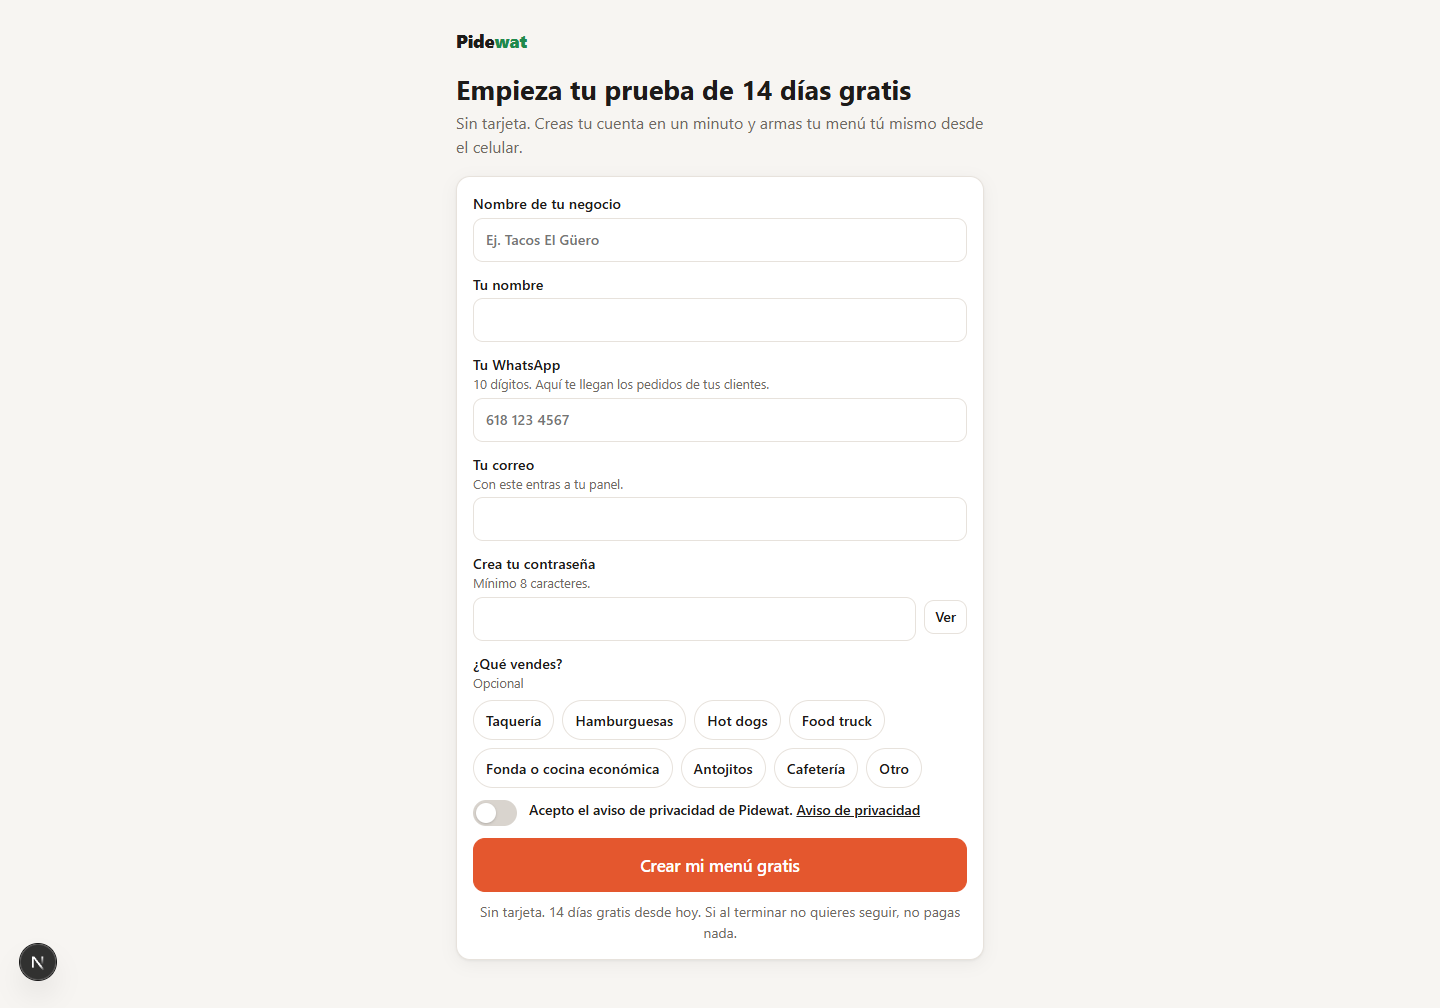 Pidewat
Empieza tu prueba de 14 días gratis
Sin tarjeta. Creas tu cuenta en un minuto y armas tu menú tú mismo desde
el celular.
Nombre de tu negocio
Ej. Tacos El Güero
Tu nombre
Tu WhatsApp
10 dígitos. Aquí te llegan los pedidos de tus clientes.
618 123 4567
Tu correo
Con este entras a tu panel.
Crea tu contraseña
Mínimo 8 caracteres.
Ver
¿Qué vendes?
Opcional
Taquería Hamburguesas Hot dogs Food truck
Fonda o cocina económica Antojitos Cafetería Otro
Acepto el aviso de privacidad de Pidewat. Aviso de privacidad
Crear mi menú gratis
Sin tarjeta. 14 días gratis desde hoy. Si al terminar no quieres seguir, no pagas
nada.
N